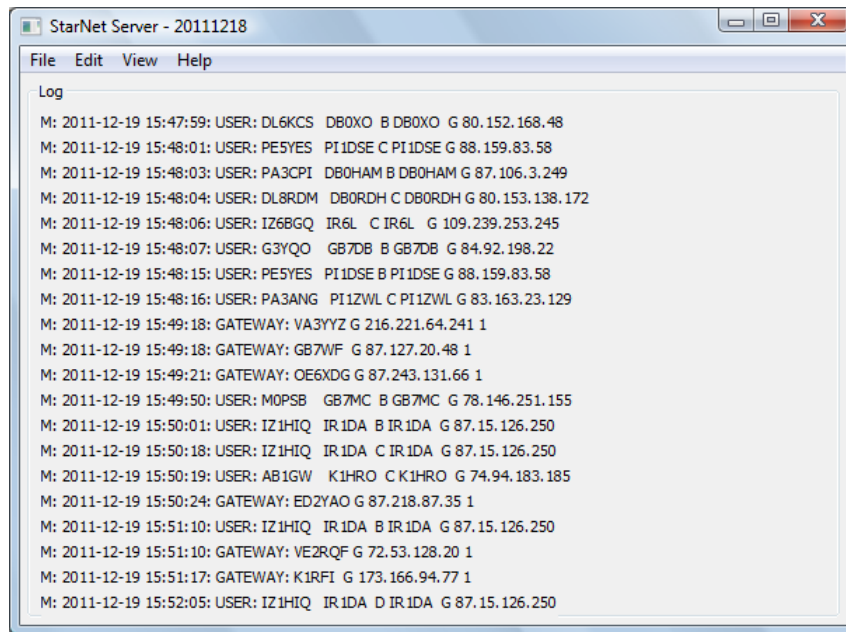 StarNet Server - 20111218
File Edit View Help
Log
M: 2011-12-19 15:47:59: USER: DL6KCS DB0XO B DB0XO G 80.152.168.48
M: 2011-12-19 15:48:01: USER: PE5YES PI1DSE C PI1DSE G 88.159.83.58
M: 2011-12-19 15:48:03: USER: PA3CPI DB0HAM B DB0HAM G 87.106.3.249
M: 2011-12-19 15:48:04: USER: DL8RDM DB0RDH C DB0RDH G 80.153.138.172
M: 2011-12-19 15:48:06: USER: IZ6BGQ IR6L C IR6L G 109.239.253.245
M: 2011-12-19 15:48:07: USER: G3YQO GB7DB B GB7DB G 84.92.198.22
M: 2011-12-19 15:48:15: USER: PE5YES PI1DSE B PI1DSE G 88.159.83.58
M: 2011-12-19 15:48:16: USER: PA3ANG PI1ZWL C PI1ZWL G 83.163.23.129
M: 2011-12-19 15:49:18: GATEWAY: VA3YYZ G 216.221.64.241 1
M: 2011-12-19 15:49:18: GATEWAY: GB7WF G 87.127.20.48 1
M: 2011-12-19 15:49:21: GATEWAY: OE6XDG G 87.243.131.66 1
M: 2011-12-19 15:49:50: USER: M0PSB GB7MC B GB7MC G 78.146.251.155
M: 2011-12-19 15:50:01: USER: IZ1HIQ IR1DA B IR1DA G 87.15.126.250
M: 2011-12-19 15:50:18: USER: IZ1HIQ IR1DA C IR1DA G 87.15.126.250
M: 2011-12-19 15:50:19: USER: AB1GW K1HRO C K1HRO G 74.94.183.185
M: 2011-12-19 15:50:24: GATEWAY: ED2YAO G 87.218.87.35 1
M: 2011-12-19 15:51:10: USER: IZ1HIQ IR1DA B IR1DA G 87.15.126.250
M: 2011-12-19 15:51:10: GATEWAY: VE2RQF G 72.53.128.20 1
M: 2011-12-19 15:51:17: GATEWAY: K1RFI G 173.166.94.77 1
M: 2011-12-19 15:52:05: USER: IZ1HIQ IR1DA D IR1DA G 87.15.126.250